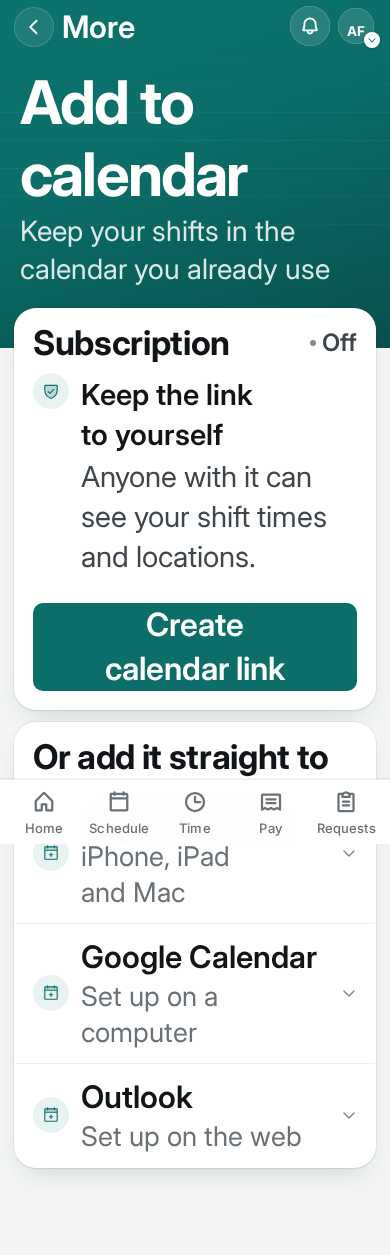 More
AF
Add to
calendar
Keep your shifts in the
calendar you already use
Subscription
Off
Keep the link
to yourself
Anyone with it can
see your shift times
and locations.
Create
calendar link
Or add it straight to
Home
Schedule
Time
Pay
Requests
iPhone, iPad
and Mac
Google Calendar
Set up on a
computer
Outlook
Set up on the web